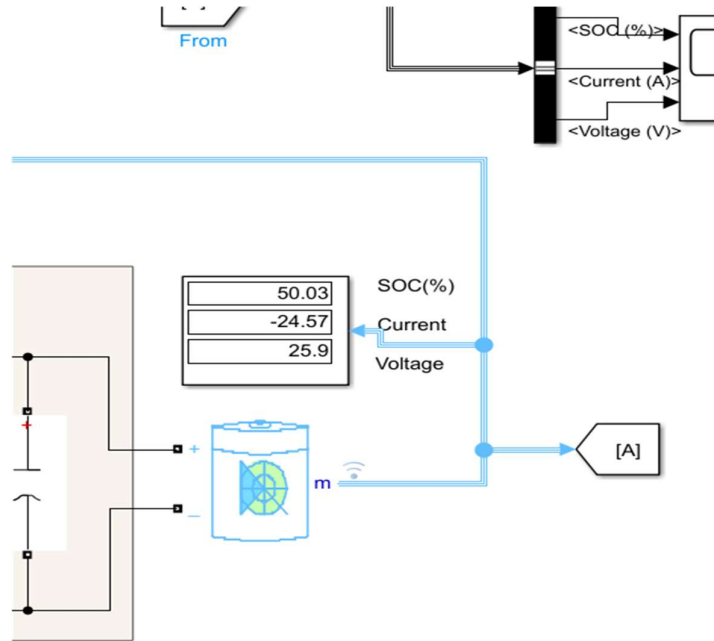 From
<SOC (%)>
<Current (A)>
<Voltage (V)>
50.03
-24.57
25.9
SOC(%)
Current
Voltage
+
+
_
m
[A]